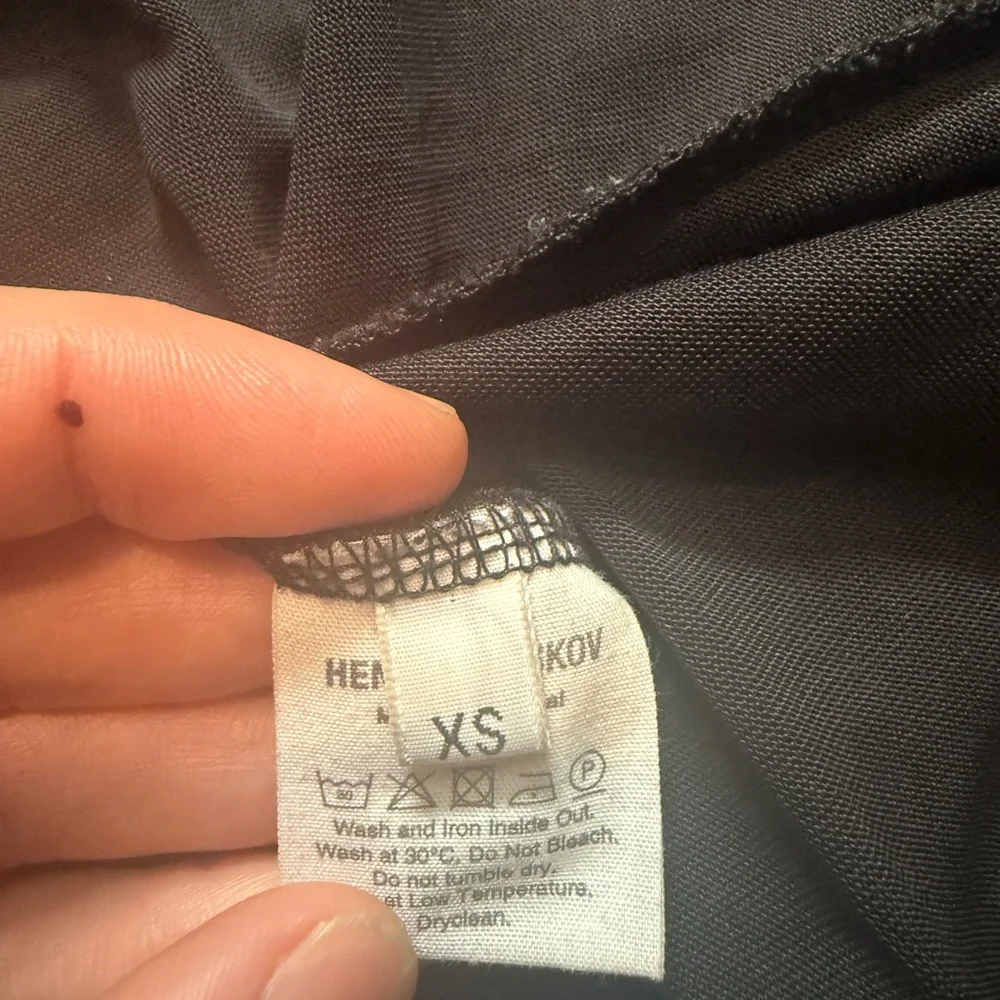 HEN KOV
XS
P
Wash and Iron Inside Out.
Wash at 30°C. Do Not Bleach.
Do not tumble dry.
at Low Temperature.
Dryclean.